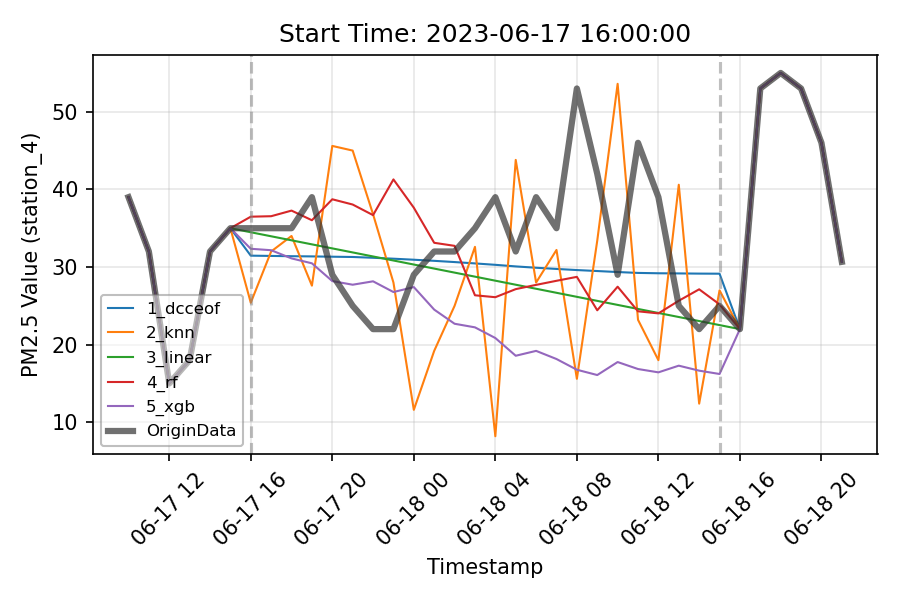 Start Time: 2023-06-17 16:00:00
PM2.5 Value (station_4)
50
40
30
20
10
1_dcceof
2_knn
3_linear
4_rf
5_xgb
OriginData
06-17 12
06-17 16
06-17 20
06-18 00
06-18 04
06-18 08
06-18 12
06-18 16
06-18 20
Timestamp